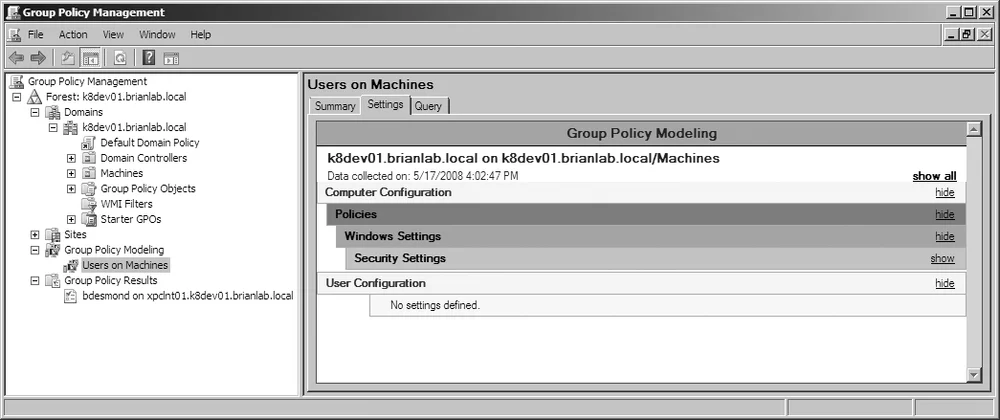 Group Policy Management
File Action View Window Help
Group Policy Management
Forest: k8dev01.brianlab.local
Domains
k8dev01.brianlab.local
Default Domain Policy
Domain Controllers
Machines
Group Policy Objects
WMI Filters
Starter GPOs
Sites
Group Policy Modeling
Users on Machines
Group Policy Results
bdesmond on xpclnt01.k8dev01.brianlab.local
Users on Machines
Summary Settings Query
Group Policy Modeling
k8dev01.brianlab.local on k8dev01.brianlab.local/Machines
Data collected on: 5/17/2008 4:02:47 PM show all
Computer Configuration hide
Policies hide
Windows Settings hide
Security Settings show
User Configuration hide
No settings defined.